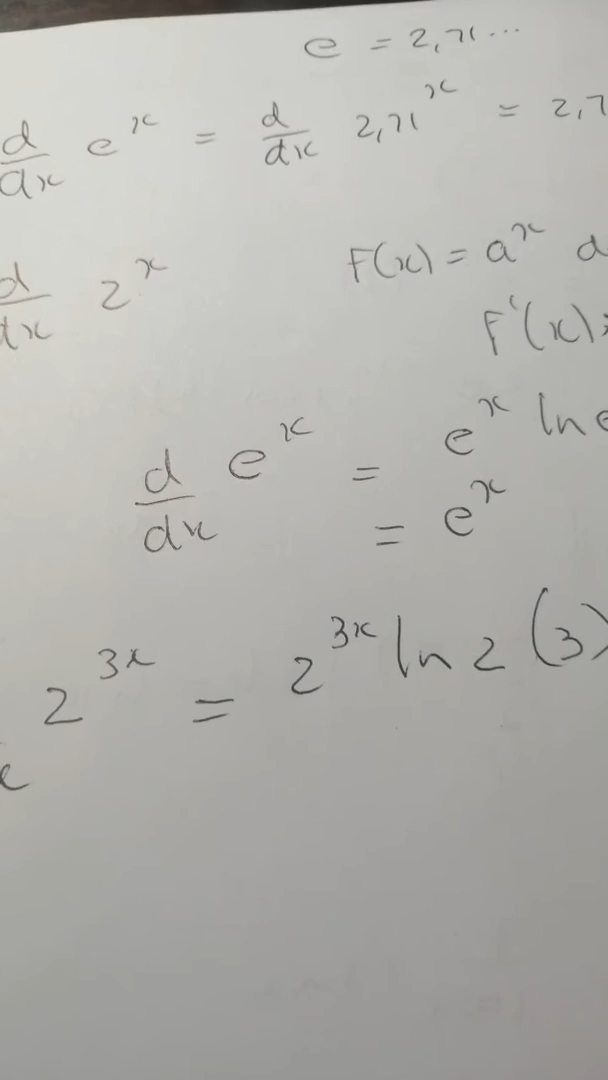 e = 2,71...
d/dx e^x = d/dx 2,71^x = 2,7
d/dx 2^x
F(x) = a^x
F'(x)
d/dx e^x = e^x ln e
= e^x
2^3x = 2^3x ln 2 (3)